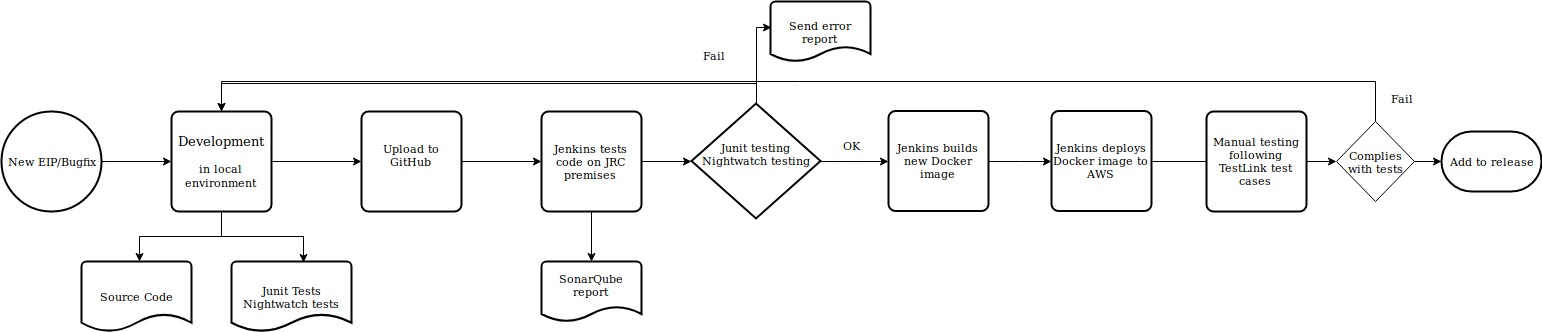 Send error
report
Fail
Fail
New EIP/Bugfix
Development
in local
environment
Upload to
GitHub
Jenkins tests
code on JRC
premises
Junit testing
Nightwatch testing
OK
Jenkins builds
new Docker
image
Jenkins deploys
Docker image to
AWS
Manual testing
following
TestLink test
cases
Complies
with tests
Add to release
Source Code
Junit Tests
Nightwatch tests
SonarQube
report